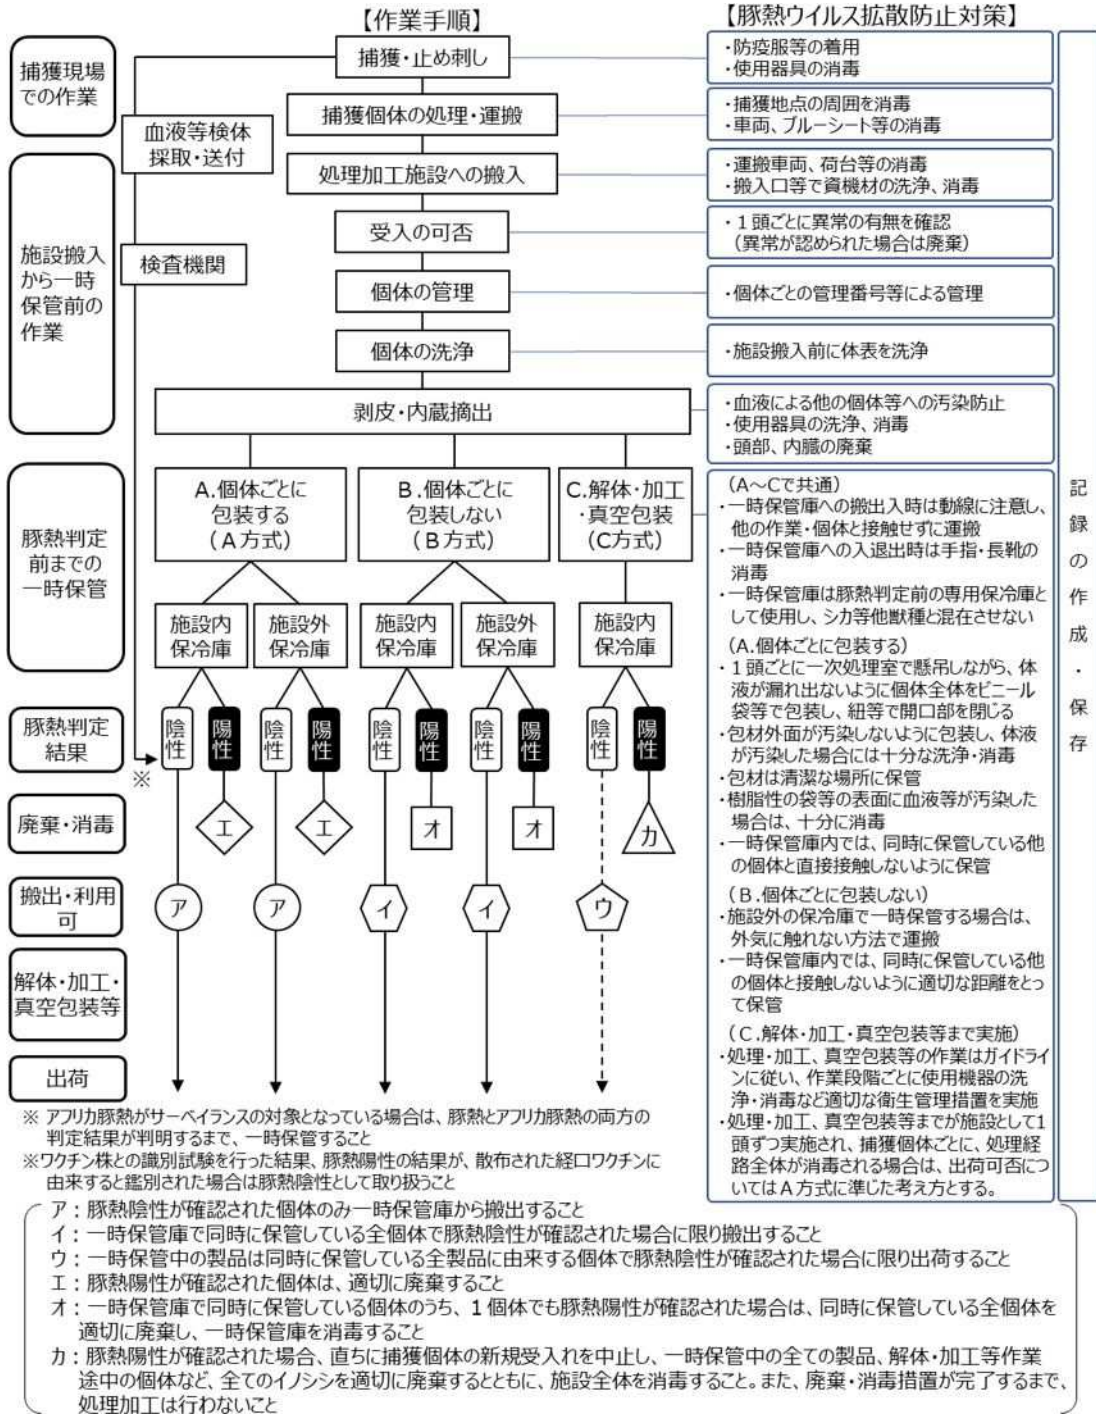 【作業手順】
【豚熱ウイルス拡散防止対策】
捕獲現場
での作業
捕獲・止め刺し
・防疫服等の着用
・使用器具の消毒
捕獲個体の処理・運搬
・捕獲地点の周囲を消毒
・車両、ブルーシート等の消毒
血液等検体
採取・送付
施設搬入
から一時
保管前の
作業
処理加工施設への搬入
・運搬車両、荷台等の消毒
・搬入口等で資機材の洗浄、消毒
受入の可否
・１頭ごとに異常の有無を確認
（異常が認められた場合は廃棄）
検査機関
個体の管理
・個体ごとの管理番号等による管理
個体の洗浄
・施設搬入前に体表を洗浄
剥皮・内蔵摘出
・血液による他の個体等への汚染防止
・使用器具の洗浄、消毒
・頭部、内臓の廃棄
豚熱判定
前までの
一時保管
A.個体ごとに
包装する
（A方式）
B.個体ごとに
包装しない
（B方式）
C.解体・加工
・真空包装
（C方式）
施設内
保冷庫
施設外
保冷庫
施設内
保冷庫
施設外
保冷庫
施設内
保冷庫
豚熱判定
結果
陰性
陽性
陰性
陽性
陰性
陽性
陰性
陽性
陰性
陽性
※
廃棄・消毒
エ
エ
オ
オ
カ
搬出・利用
可
ア
ア
イ
イ
ウ
解体・加工・
真空包装等
出荷
（A～Cで共通）
・一時保管庫への搬出入時は動線に注意し、
他の作業・個体と接触せずに運搬
・一時保管庫への入退出時は手指・長靴の
消毒
・一時保管庫は豚熱判定前の専用保冷庫と
して使用し、シカ等他獣種と混在させない
（A.個体ごとに包装する）
・１頭ごとに一次処理室で懸吊しながら、体
液が漏れ出ないように個体全体をビニール
袋等で包装し、紐等で開口部を閉じる
・包材外面が汚染しないように包装し、体液
が汚染した場合には十分な洗浄・消毒
・包材は清潔な場所に保管
・樹脂性の袋等の表面に血液等が汚染した
場合は、十分に消毒
・一時保管庫内では、同時に保管している他
の個体と直接接触しないように保管
（B.個体ごとに包装しない）
・施設外の保冷庫で一時保管する場合は、
外気に触れない方法で運搬
・一時保管庫内では、同時に保管している他
の個体と接触しないように適切な距離をとっ
て保管
（C.解体・加工・真空包装等まで実施）
・処理・加工、真空包装等の作業はガイドライ
ンに従い、作業段階ごとに使用機器の洗
浄・消毒など適切な衛生管理措置を実施
・処理・加工、真空包装等までが施設として1
頭ずつ実施され、捕獲個体ごとに、処理経
路全体が消毒される場合は、出荷可否につ
いてはA方式に準じた考え方とする。
記録の作成・保存
※ アフリカ豚熱がサーベイランスの対象となっている場合は、豚熱とアフリカ豚熱の両方の
判定結果が判明するまで、一時保管すること
※ワクチン株との識別試験を行った結果、豚熱陽性の結果が、散布された経口ワクチンに
由来すると鑑別された場合は豚熱陰性として取り扱うこと
ア：豚熱陰性が確認された個体のみ一時保管庫から搬出すること
イ：一時保管庫で同時に保管している全個体で豚熱陰性が確認された場合に限り搬出すること
ウ：一時保管中の製品は同時に保管している全製品に由来する個体で豚熱陰性が確認された場合に限り出荷すること
エ：豚熱陽性が確認された個体は、適切に廃棄すること
オ：一時保管庫で同時に保管している個体のうち、１個体でも豚熱陽性が確認された場合は、同時に保管している全個体を
適切に廃棄し、一時保管庫を消毒すること
カ：豚熱陽性が確認された場合、直ちに捕獲個体の新規受入れを中止し、一時保管中の全ての製品、解体・加工等作業
途中の個体など、全てのイノシシを適切に廃棄するとともに、施設全体を消毒すること。また、廃棄・消毒措置が完了するまで、
処理加工は行わないこと